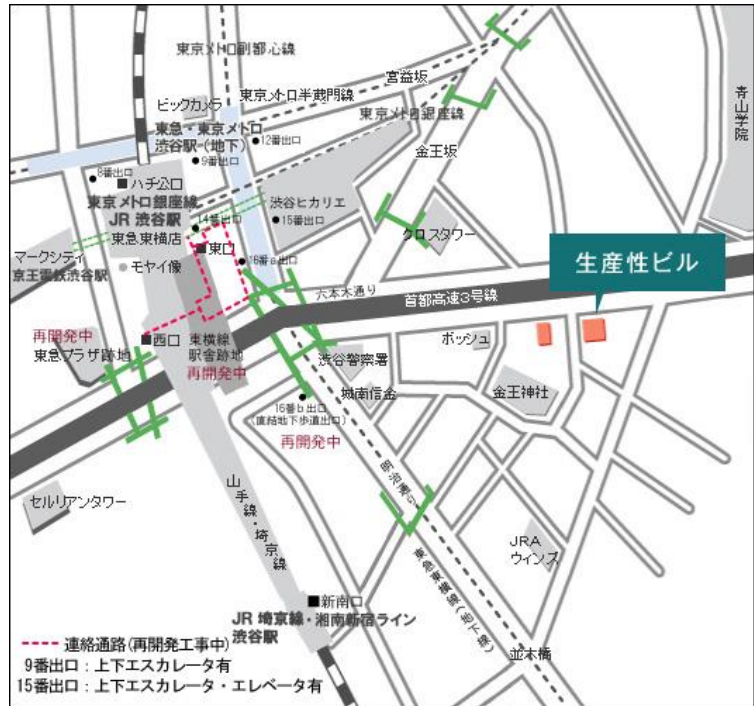 東京メトロ副都心線
宮益坂
東京メトロ半蔵門線
ビックカメラ
東京メトロ銀座線
青山学院
東急・東京メトロ
渋谷駅(地下)
12番出口
9番出口
金王坂
8番出口
ハチ公口
東京メトロ銀座線
JR 渋谷駅
渋谷ヒカリエ
14番出口
15番出口
東急東横店
東口
クロスタワー
マークシティ
京王電鉄渋谷駅
モヤイ像
16番a出口
生産性ビル
六本木通り
首都高速3号線
再開発中
東急プラザ跡地
西口
東横線
駅舎跡地
再開発中
渋谷警察署
ボッシュ
城南信金
金王神社
16番b出口
(直結地下歩道出口)
再開発中
明治通り
セルリアンタワー
山手線・埼京線
JRA
ウインズ
東急東横線(地下線)
新南口
JR 埼京線・湘南新宿ライン
渋谷駅
並木橋
連絡通路(再開発工事中)
9番出口：上下エスカレータ有
15番出口：上下エスカレータ・エレベータ有